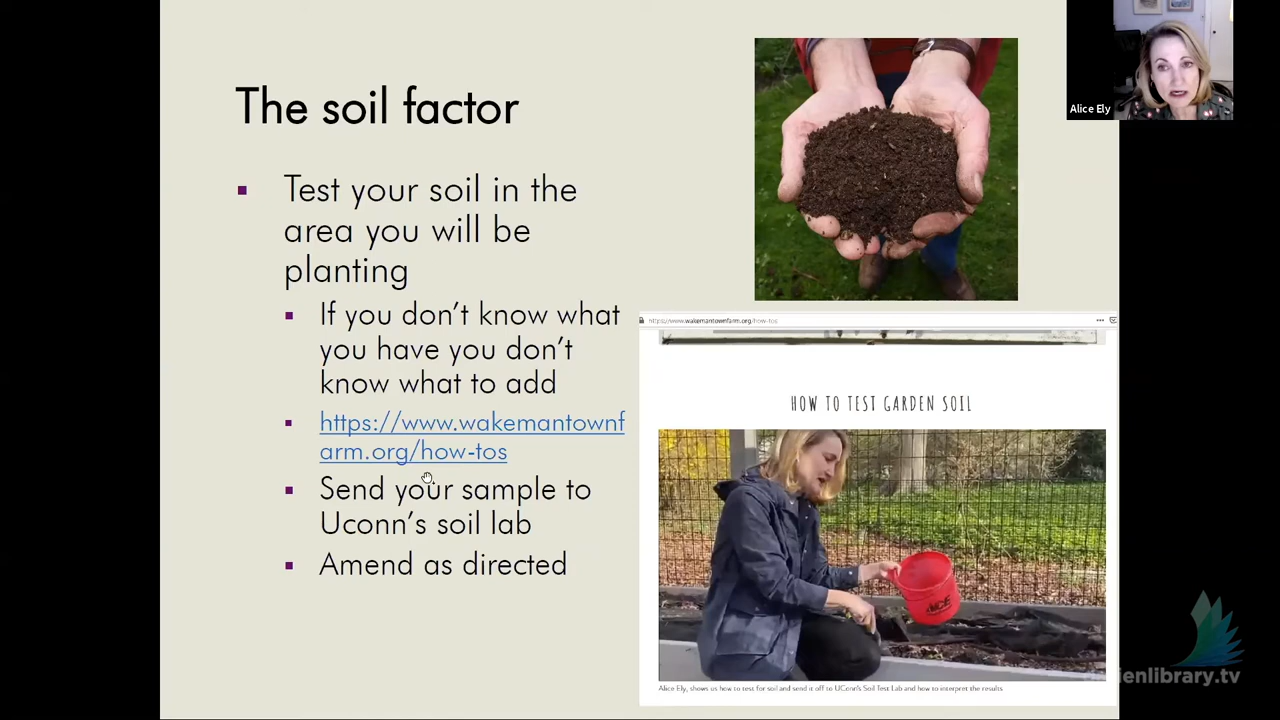 The soil factor
Alice Ely
Test your soil in the
area you will be
planting
If you don't know what
you have you don't
know what to add
https://www.wakemantownf
arm.org/how-tos
Send your sample to
Uconn's soil lab
Amend as directed
https://www.wakemantownfarm.org/how-tos
HOW TO TEST GARDEN SOIL
ACE
Alice Ely, shows us how to test for soil and send it off to UConn's Soil Test Lab and how to interpret the results